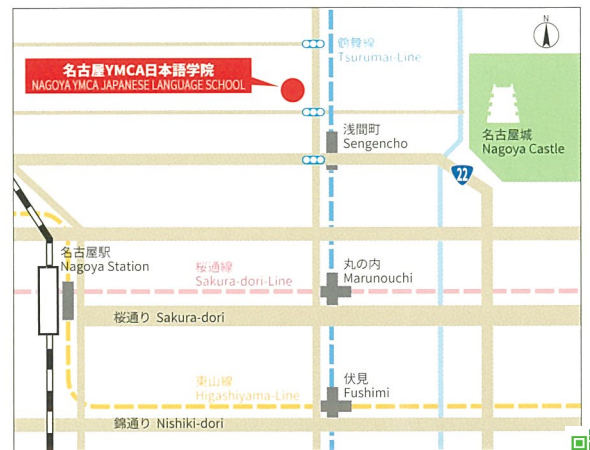 N
鶴舞線
Tsurumai-Line
名古屋YMCA日本語学院
NAGOYA YMCA JAPANESE LANGUAGE SCHOOL
浅間町
Sengencho
名古屋城
Nagoya Castle
22
名古屋駅
Nagoya Station
桜通線
Sakura-dori-Line
丸の内
Marunouchi
桜通り Sakura-dori
東山線
Higashiyama-Line
伏見
Fushimi
錦通り Nishiki-dori